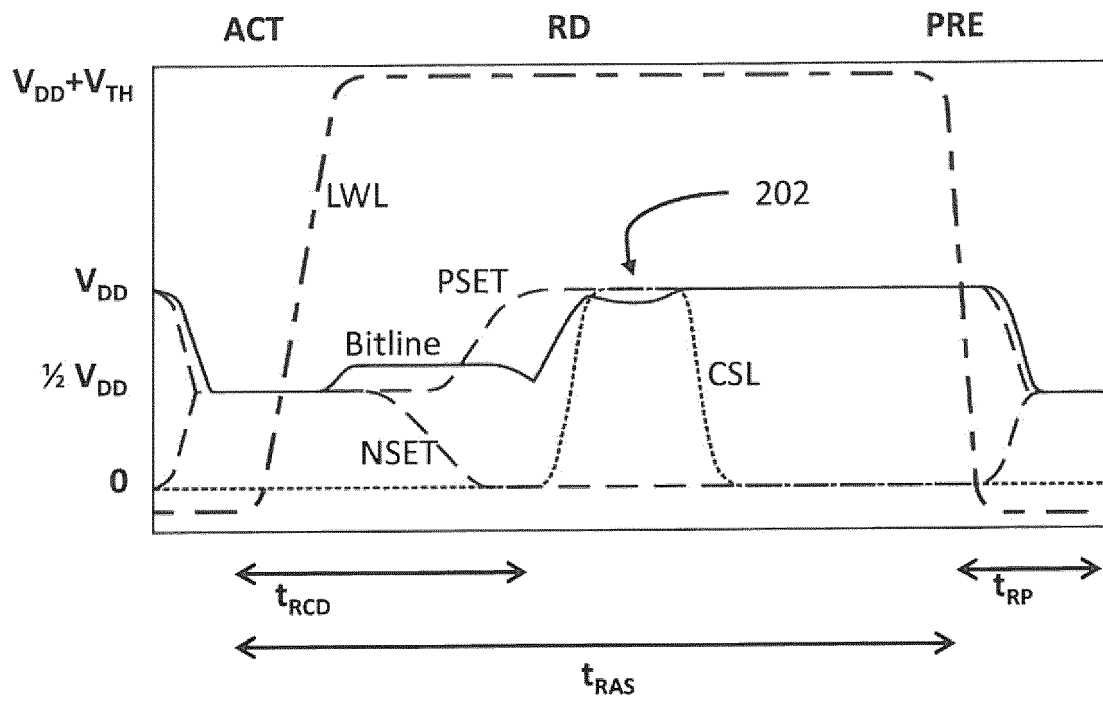 ACT RD PRE
V_DD+V_TH
LWL
202
V_DD
PSET
Bitline
½ V_DD
CSL
NSET
0
t_RCD
t_RP
t_RAS